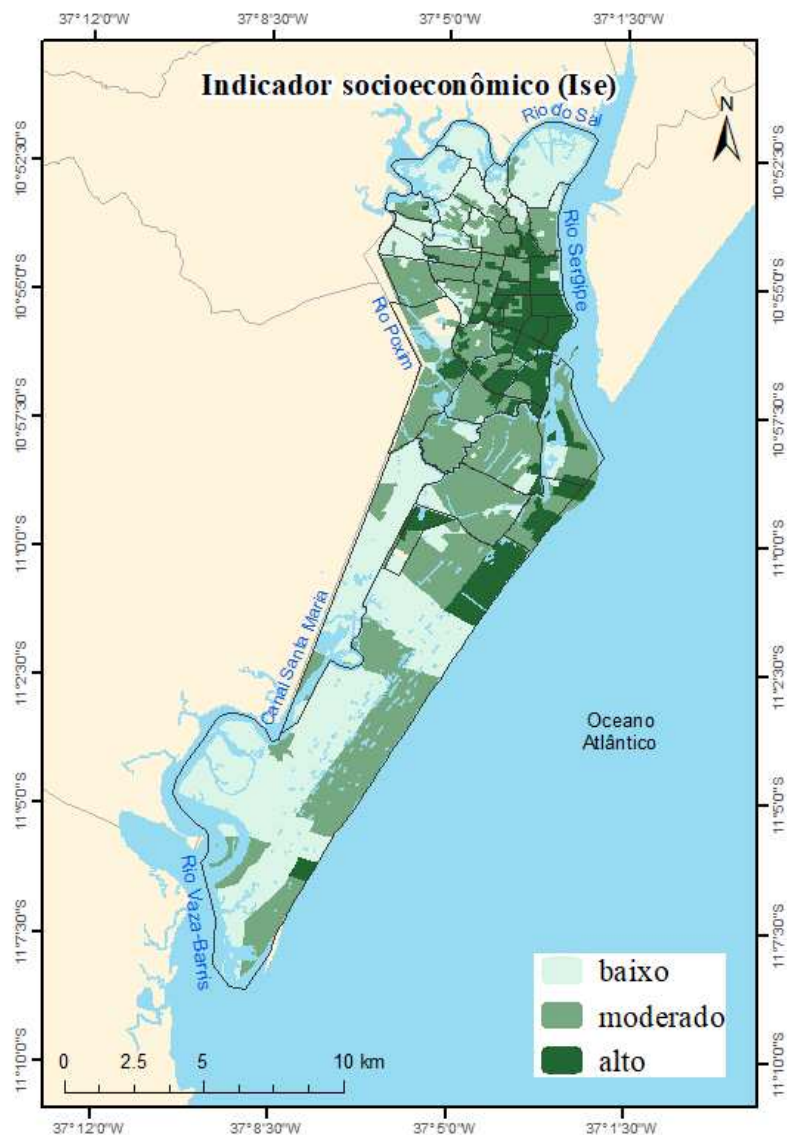 37°12'0"W
37°8'30"W
37°5'0"W
37°1'30"W
Indicador socioeconômico (Ise)
N
Rio do Sal
10°52'30"S
10°52'30"S
Rio Sergipe
10°55'0"S
10°55'0"S
Rio Poxim
10°57'30"S
10°57'30"S
11°0'0"S
11°0'0"S
Canal Santa Maria
11°2'30"S
11°2'30"S
Oceano
Atlântico
11°5'0"S
11°5'0"S
Rio Vaza-Barris
11°7'30"S
11°7'30"S
baixo
moderado
alto
0 2.5 5 10 km
11°10'0"S
11°10'0"S
37°12'0"W
37°8'30"W
37°5'0"W
37°1'30"W